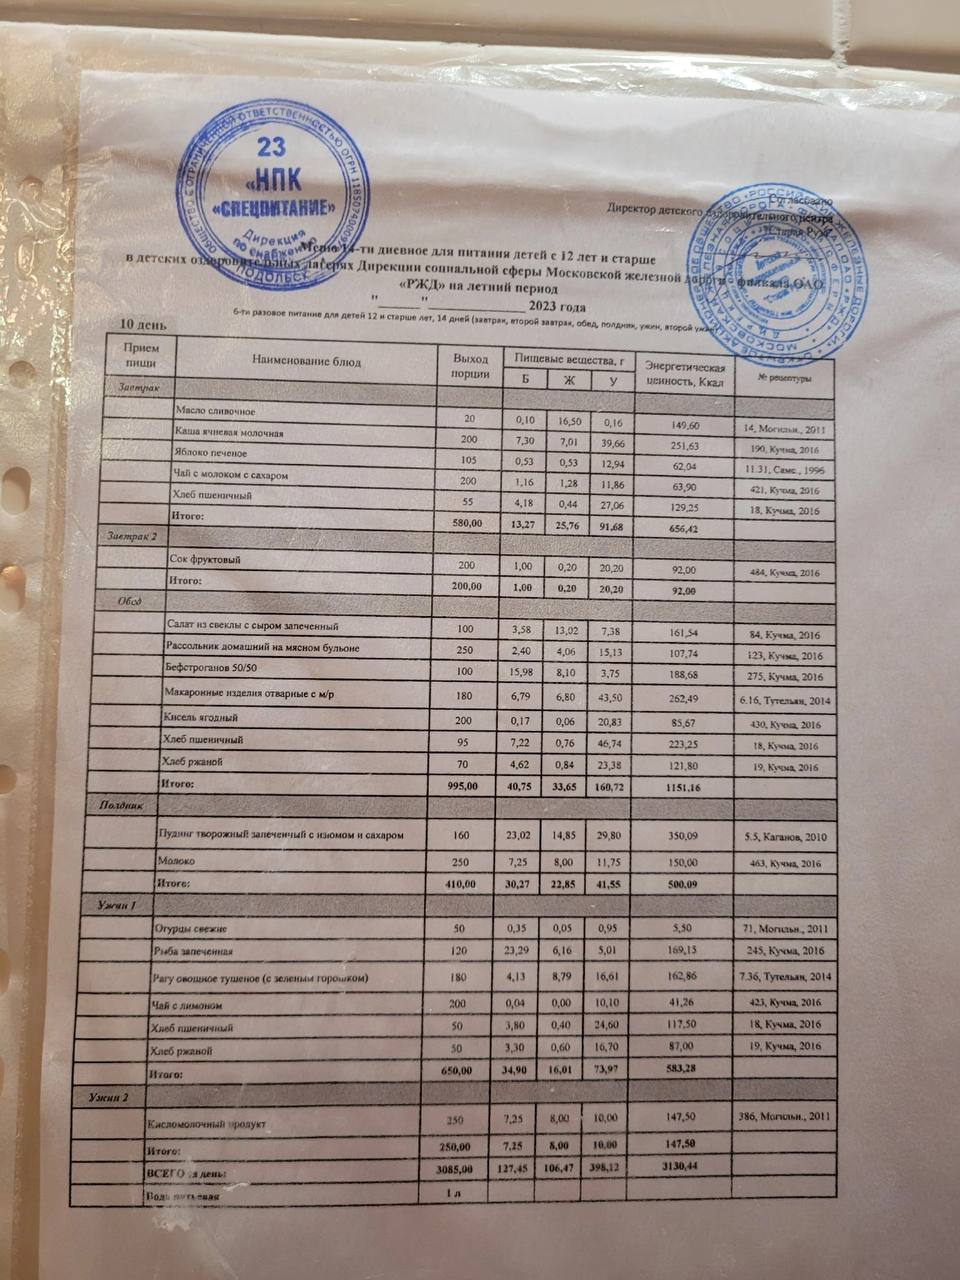 ОБЩЕСТВО С ОГРАНИЧЕННОЙ ОТВЕТСТВЕННОСТЬЮ ОГРН
23
«НПК
«СПЕЦПИТАНИЕ»
Дирекция
по снабжению
ПОДОЛЬСК
Согласовано
Директор детского оздоровительного центра
"Старая Руза"
Меню 14-ти дневное для питания детей с 12 лет и старше
в детских оздоровительных лагерях Дирекции социальной сферы Московской железной дороги - филиала ОАО
«РЖД» на летний период
"______" ______________ 2023 года
6-ти разовое питание для детей 12 и старше лет, 14 дней (завтрак, второй завтрак, обед, полдник, ужин, второй ужин)
10 день
Прием пищи Наименование блюд Выход порции Пищевые вещества, г Энергетическая ценность, Ккал № рецептуры
Б Ж У
Завтрак
Масло сливочное 20 0,10 16,50 0,16 149,60 14, Могильн., 2011
Каша ячневая молочная 200 7,30 7,01 39,66 251,63 190, Кучма, 2016
Яблоко печеное 105 0,53 0,53 12,94 62,04 11.31, Самс., 1996
Чай с молоком с сахаром 200 1,16 1,28 11,86 63,90 421, Кучма, 2016
Хлеб пшеничный 55 4,18 0,44 27,06 129,25 18, Кучма, 2016
Итого: 580,00 13,27 25,76 91,68 656,42
Завтрак 2
Сок фруктовый 200 1,00 0,20 20,20 92,00 484, Кучма, 2016
Итого: 200,00 1,00 0,20 20,20 92,00
Обед
Салат из свеклы с сыром запеченный 100 3,58 13,02 7,38 161,54 84, Кучма, 2016
Рассольник домашний на мясном бульоне 250 2,40 4,06 15,13 107,74 123, Кучма, 2016
Бефстроганов 50/50 100 15,98 8,10 3,75 188,68 275, Кучма, 2016
Макаронные изделия отварные с м/р 180 6,79 6,80 43,50 262,49 6.16, Тутельян, 2014
Кисель ягодный 200 0,17 0,06 20,83 85,67 430, Кучма, 2016
Хлеб пшеничный 95 7,22 0,76 46,74 223,25 18, Кучма, 2016
Хлеб ржаной 70 4,62 0,84 23,38 121,80 19, Кучма, 2016
Итого: 995,00 40,75 33,65 160,72 1151,16
Полдник
Пудинг творожный запеченный с изюмом и сахаром 160 23,02 14,85 29,80 350,09 5.5, Каганов, 2010
Молоко 250 7,25 8,00 11,75 150,00 463, Кучма, 2016
Итого: 410,00 30,27 22,85 41,55 500,09
Ужин 1
Огурцы свежие 50 0,35 0,05 0,95 5,50 71, Могильн., 2011
Рыба запеченная 120 23,29 6,16 5,01 169,15 245, Кучма, 2016
Рагу овощное тушеное (с зеленым горошком) 180 4,13 8,79 16,61 162,86 7.36, Тутельян, 2014
Чай с лимоном 200 0,04 0,00 10,10 41,26 423, Кучма, 2016
Хлеб пшеничный 50 3,80 0,40 24,60 117,50 18, Кучма, 2016
Хлеб ржаной 50 3,30 0,60 16,70 87,00 19, Кучма, 2016
Итого: 650,00 34,90 16,01 73,97 583,28
Ужин 2
Кисломолочный продукт 250 7,25 8,00 10,00 147,50 386, Могильн., 2011
Итого: 250,00 7,25 8,00 10,00 147,50
ВСЕГО за день: 3085,00 127,45 106,47 398,12 3130,44
Вода питьевая 1 л